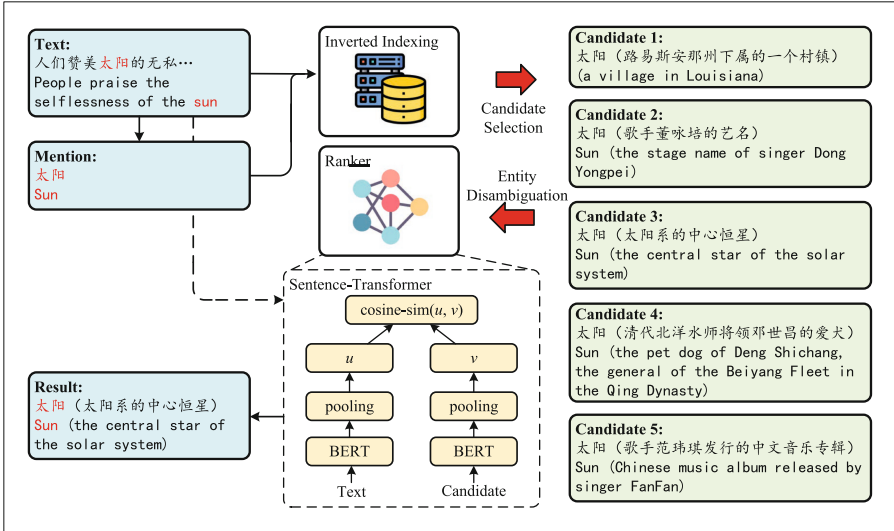 Text:
人们赞美太阳的无私…
People praise the
selflessness of the sun
Mention:
太阳
Sun
Inverted Indexing
Candidate
Selection
Ranker
Entity
Disambiguation
Sentence-Transformer
cosine-sim(u, v)
u
v
pooling
pooling
BERT
BERT
Text
Candidate
Result:
太阳（太阳系的中心恒星）
Sun (the central star of
the solar system)
Candidate 1:
太阳（路易斯安那州下属的一个村镇）
(a village in Louisiana)
Candidate 2:
太阳（歌手董咏培的艺名）
Sun (the stage name of singer Dong
Yongpei)
Candidate 3:
太阳（太阳系的中心恒星）
Sun (the central star of the solar
system)
Candidate 4:
太阳（清代北洋水师将领邓世昌的爱犬）
Sun (the pet dog of Deng Shichang,
the general of the Beiyang Fleet in
the Qing Dynasty)
Candidate 5:
太阳（歌手范玮琪发行的中文音乐专辑）
Sun (Chinese music album released by
singer FanFan)